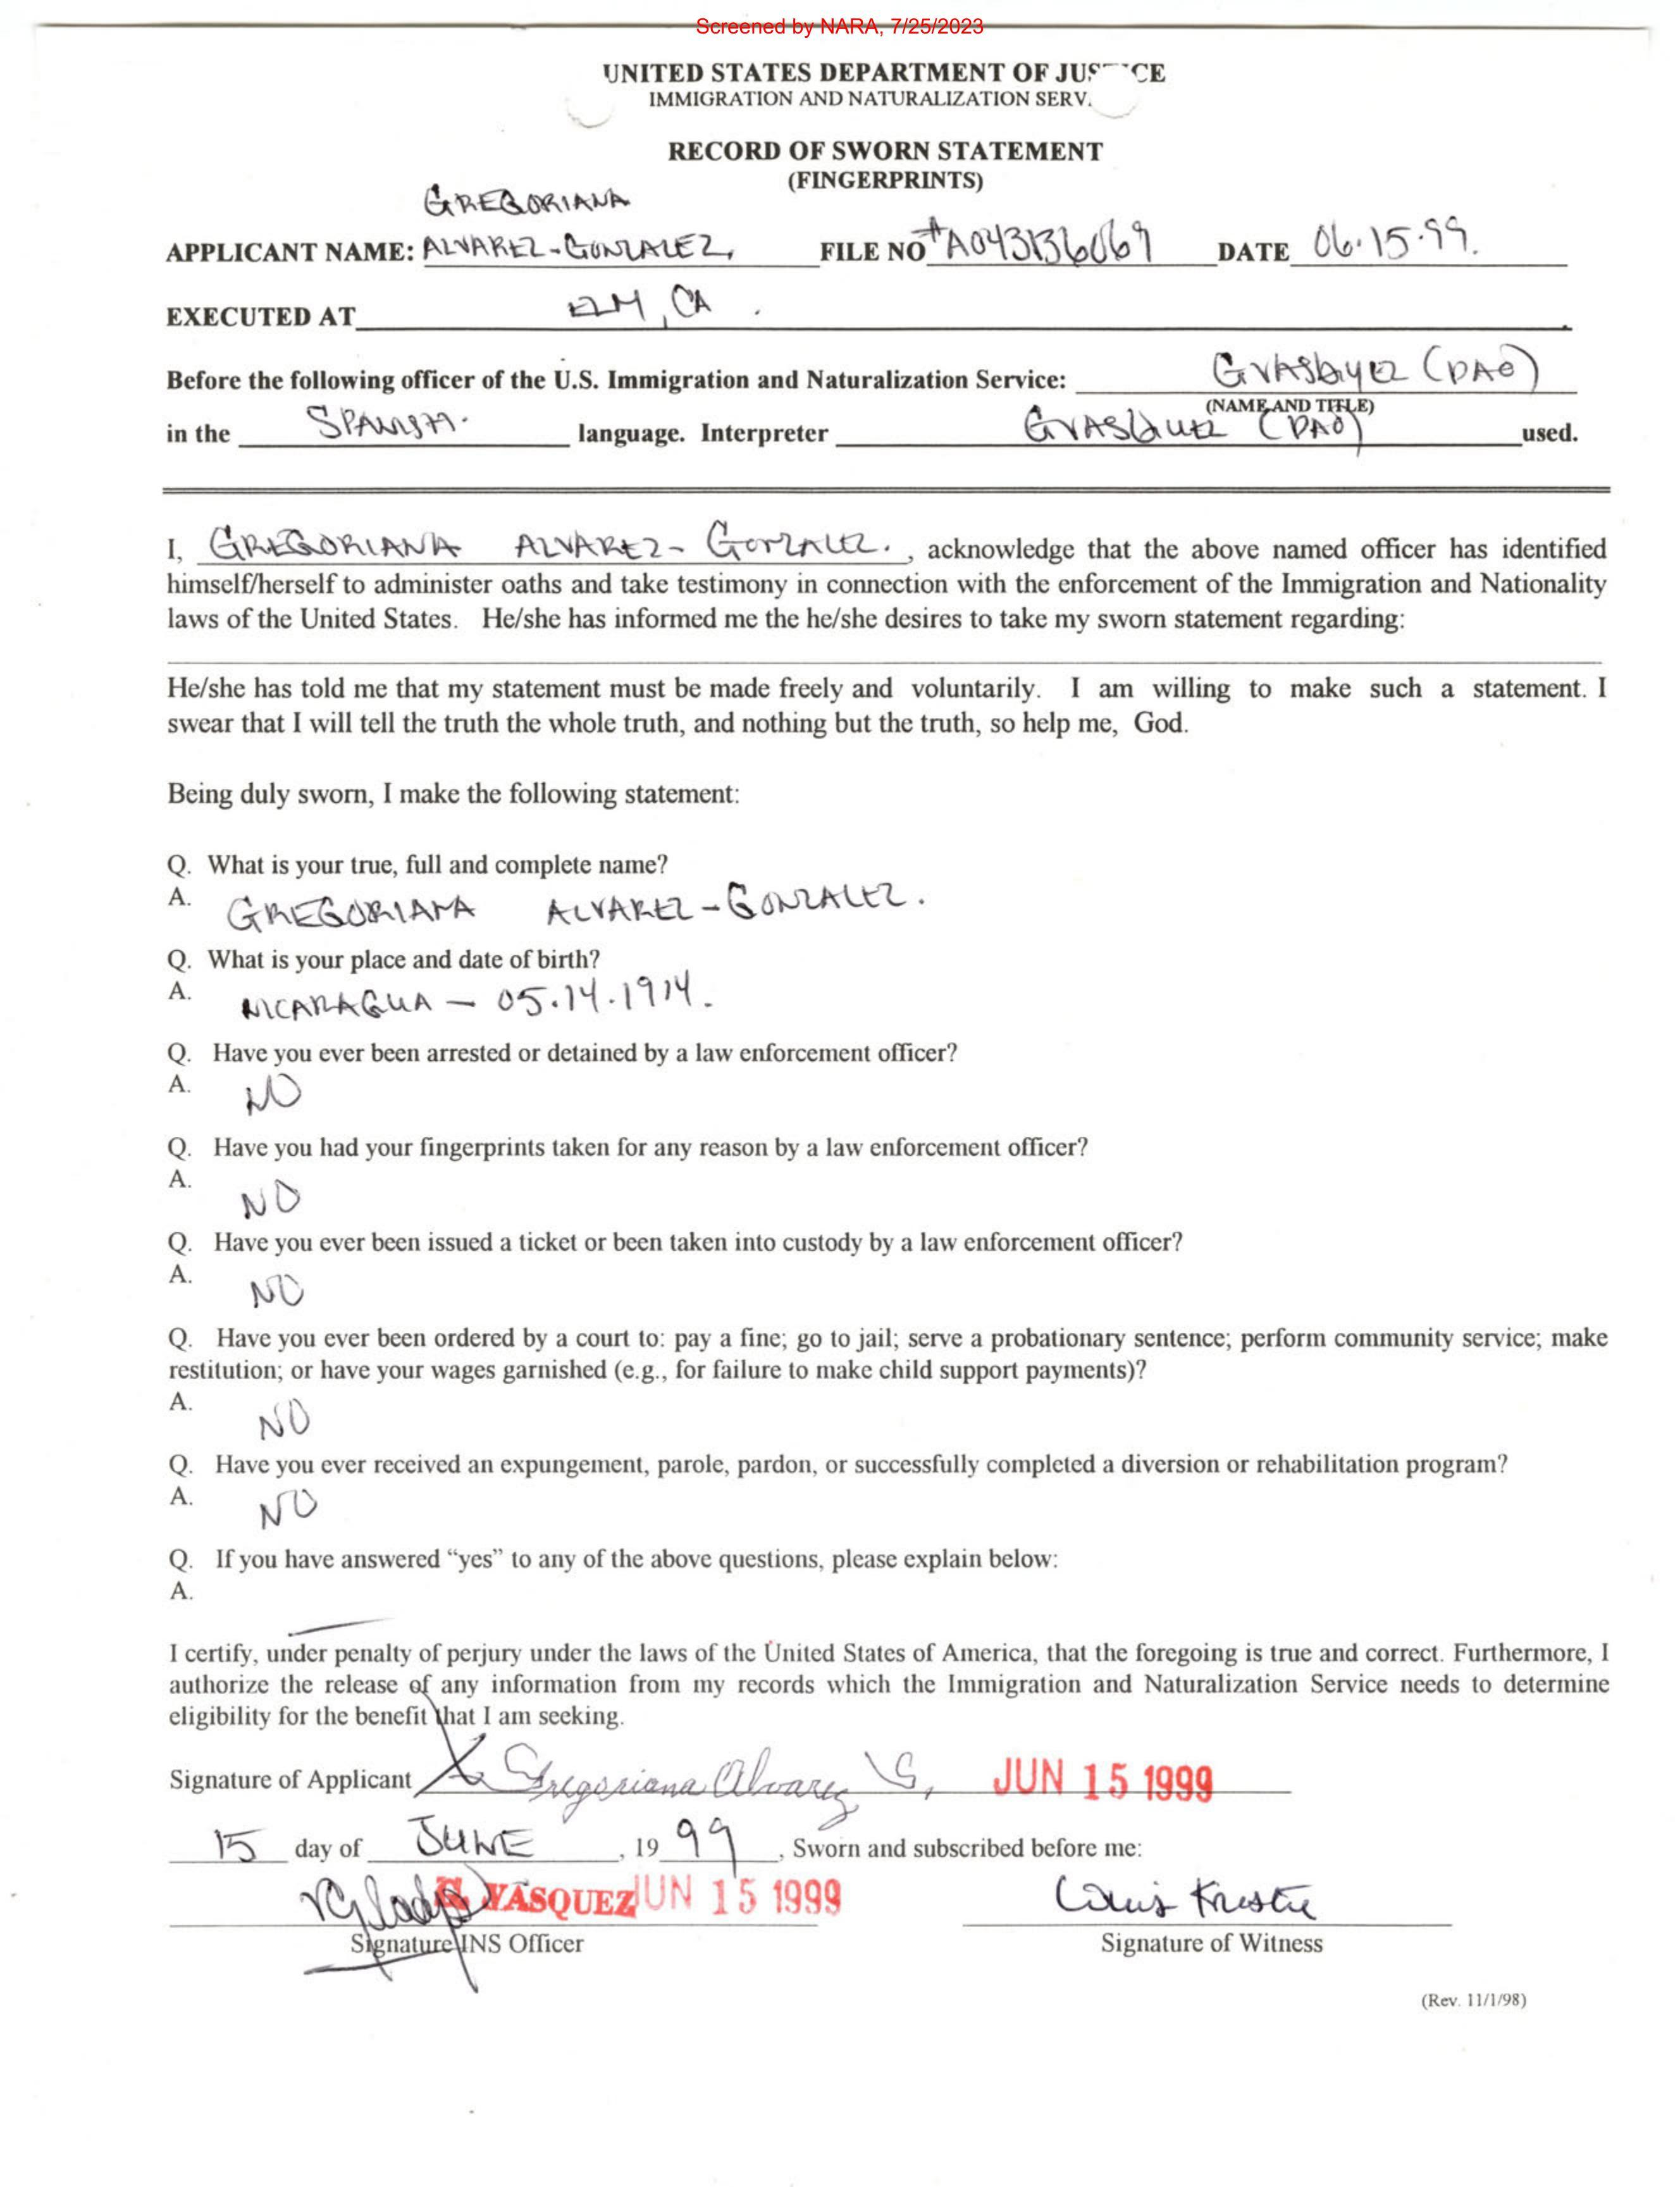 Screened by NARA, 7/25/2023
UNITED STATES DEPARTMENT OF JUS CE
IMMIGRATION AND NATURALIZATION SERV.
RECORD OF SWORN STATEMENT
(FINGERPRINTS)
GREGORIANA
APPLICANT NAME: ALVAREZ-GONZALEZ, FILE NO #A043136069 DATE 06.15.99.
EXECUTED AT ELM, CA.
Before the following officer of the U.S. Immigration and Naturalization Service: GVASQUEZ (DAO)
(NAME AND TITLE)
in the SPANISH. language. Interpreter GVASQUEZ (DAO) used.
I, GREGORIANA ALVAREZ-GONZALEZ. , acknowledge that the above named officer has identified
himself/herself to administer oaths and take testimony in connection with the enforcement of the Immigration and Nationality
laws of the United States. He/she has informed me the he/she desires to take my sworn statement regarding:
He/she has told me that my statement must be made freely and voluntarily. I am willing to make such a statement. I
swear that I will tell the truth the whole truth, and nothing but the truth, so help me, God.
Being duly sworn, I make the following statement:
Q. What is your true, full and complete name?
A. GREGORIANA ALVAREZ-GONZALEZ.
Q. What is your place and date of birth?
A. NICARAGUA - 05.14.1914.
Q. Have you ever been arrested or detained by a law enforcement officer?
A. NO
Q. Have you had your fingerprints taken for any reason by a law enforcement officer?
A. NO
Q. Have you ever been issued a ticket or been taken into custody by a law enforcement officer?
A. NO
Q. Have you ever been ordered by a court to: pay a fine; go to jail; serve a probationary sentence; perform community service; make
restitution; or have your wages garnished (e.g., for failure to make child support payments)?
A. NO
Q. Have you ever received an expungement, parole, pardon, or successfully completed a diversion or rehabilitation program?
A. NO
Q. If you have answered “yes” to any of the above questions, please explain below:
A.
I certify, under penalty of perjury under the laws of the United States of America, that the foregoing is true and correct. Furthermore, I
authorize the release of any information from my records which the Immigration and Naturalization Service needs to determine
eligibility for the benefit that I am seeking.
Signature of Applicant X Gregoriana Alvarez G, JUN 15 1999
15 day of JUNE , 19 99 , Sworn and subscribed before me:
G. VASQUEZ JUN 15 1999
Signature INS Officer Signature of Witness
(Rev. 11/1/98)